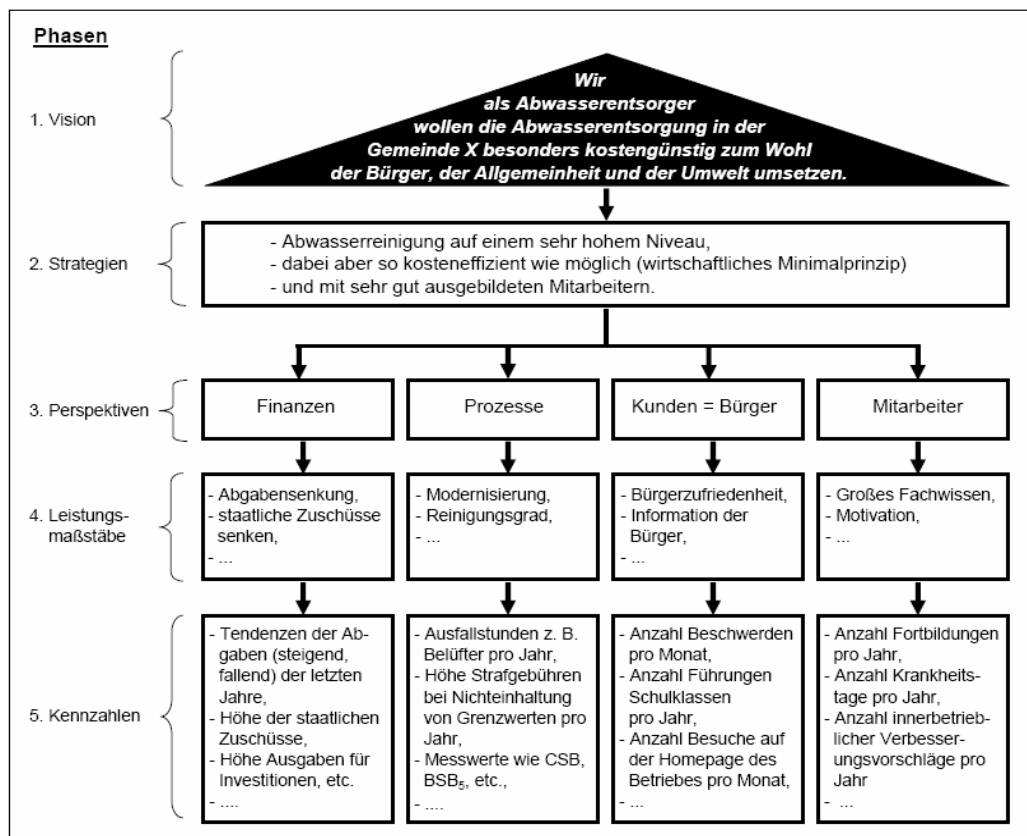 Phasen
1. Vision
Wir
als Abwasserentsorger
wollen die Abwasserentsorgung in der
Gemeinde X besonders kostengünstig zum Wohl
der Bürger, der Allgemeinheit und der Umwelt umsetzen.
2. Strategien
- Abwasserreinigung auf einem sehr hohem Niveau,
- dabei aber so kosteneffizient wie möglich (wirtschaftliches Minimalprinzip)
- und mit sehr gut ausgebildeten Mitarbeitern.
3. Perspektiven
Finanzen
Prozesse
Kunden = Bürger
Mitarbeiter
4. Leistungs-
maßstäbe
- Abgabensenkung,
- staatliche Zuschüsse
senken,
- ...
- Modernisierung,
- Reinigungsgrad,
- ...
- Bürgerzufriedenheit,
- Information der
Bürger,
- ...
- Großes Fachwissen,
- Motivation,
- ...
5. Kennzahlen
- Tendenzen der Ab-
gaben (steigend,
fallend) der letzten
Jahre,
- Höhe der staatlichen
Zuschüsse,
- Höhe Ausgaben für
Investitionen, etc.
- ....
- Ausfallstunden z. B.
Belüfter pro Jahr,
- Höhe Strafgebühren
bei Nichteinhaltung
von Grenzwerten pro
Jahr,
- Messwerte wie CSB,
BSB₅, etc.,
- ....
- Anzahl Beschwerden
pro Monat,
- Anzahl Führungen
Schulklassen
pro Jahr,
- Anzahl Besuche auf
der Homepage des
Betriebes pro Monat,
- ...
- Anzahl Fortbildungen
pro Jahr,
- Anzahl Krankheits-
tage pro Jahr,
- Anzahl innerbetrieb-
licher Verbesser-
ungsvorschläge pro
Jahr
- ...